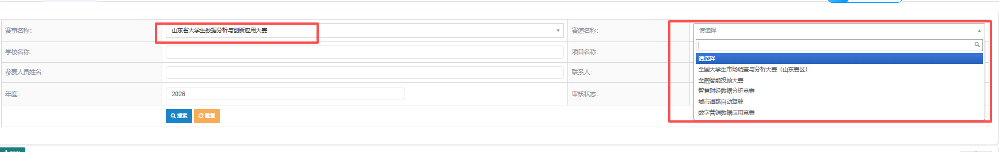 赛事名称:
山东省大学生数据分析与创新应用大赛
赛道名称:
请选择
请选择
全国大学生市场调查与分析大赛（山东赛区）
金融智能投顾大赛
智慧财经数据分析竞赛
城市道路自动驾驶
数字营销数据应用竞赛
学校名称:
项目名称:
参赛人员姓名:
联系人:
年度:
2026
审核状态:
搜索
重置